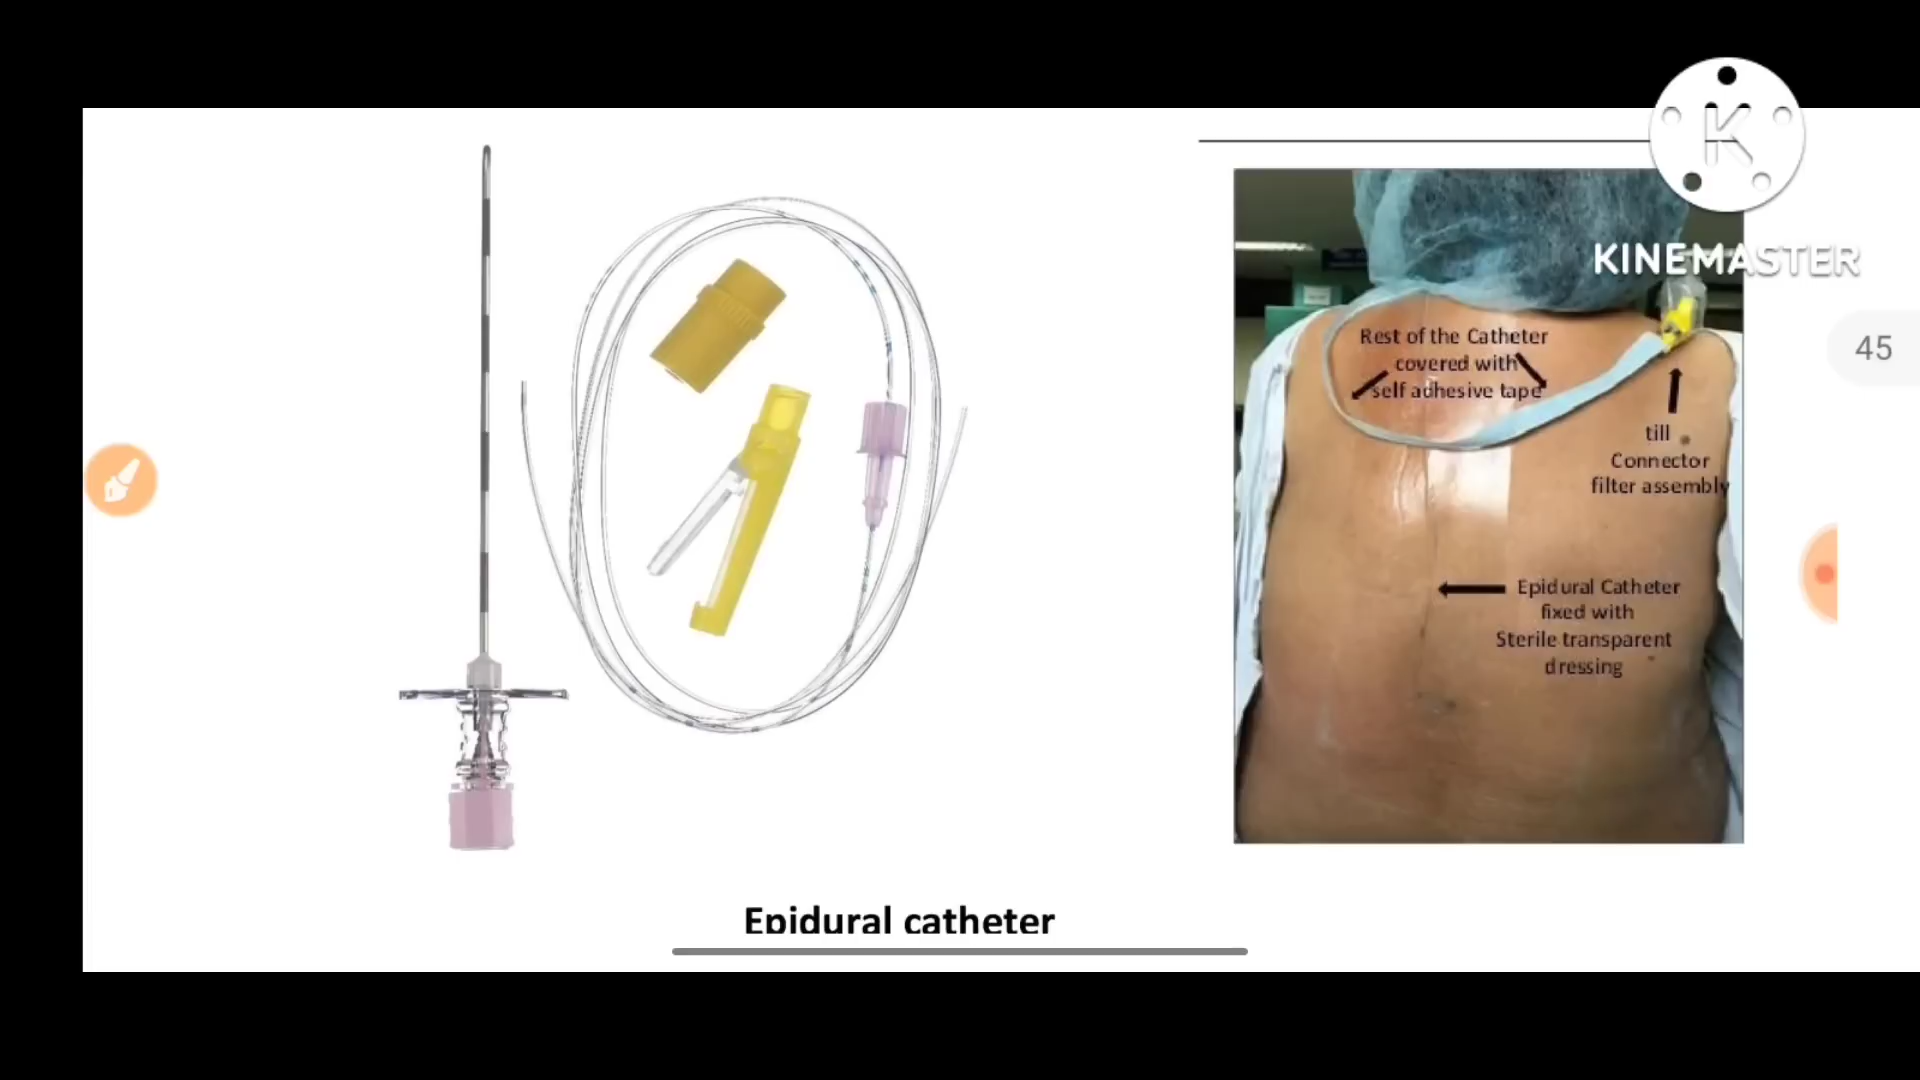 K
KINEMASTER
45
Rest of the Catheter
covered with
self adhesive tape
till
Connector
filter assembly
Epidural Catheter
fixed with
Sterile transparent
dressing
Epidural catheter